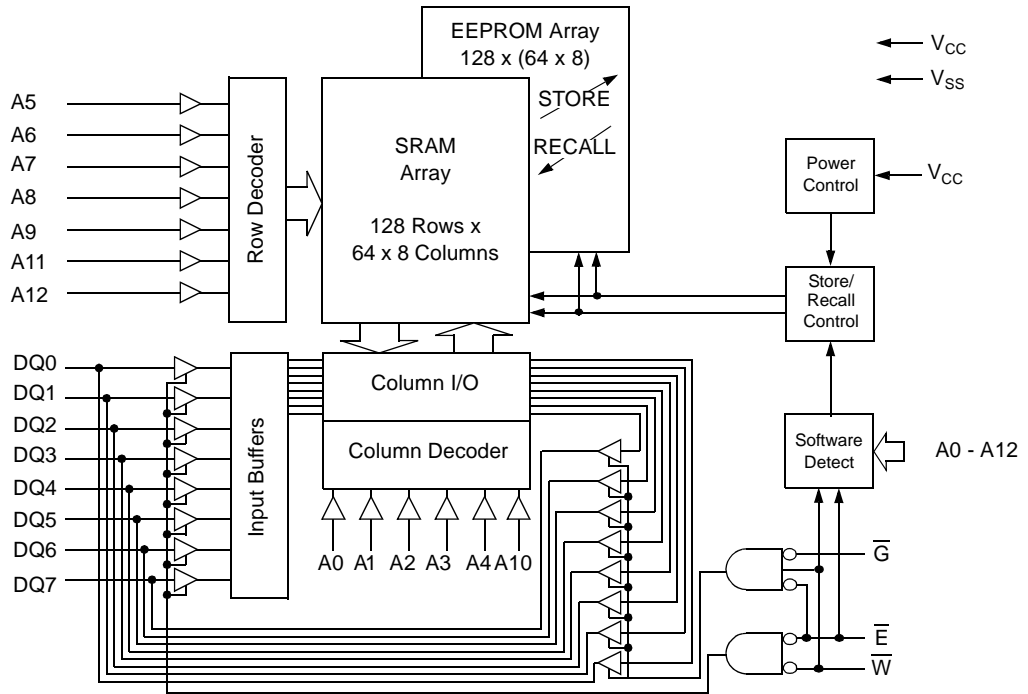 EEPROM Array
128 x (64 x 8)
STORE
RECALL
SRAM
Array
128 Rows x
64 x 8 Columns
A5
A6
A7
A8
A9
A11
A12
Row Decoder
VCC
VSS
Power
Control
VCC
Store/
Recall
Control
DQ0
DQ1
DQ2
DQ3
DQ4
DQ5
DQ6
DQ7
Input Buffers
Column I/O
Column Decoder
A0 A1 A2 A3 A4 A10
Software
Detect
A0 - A12
G̅
E̅
W̅